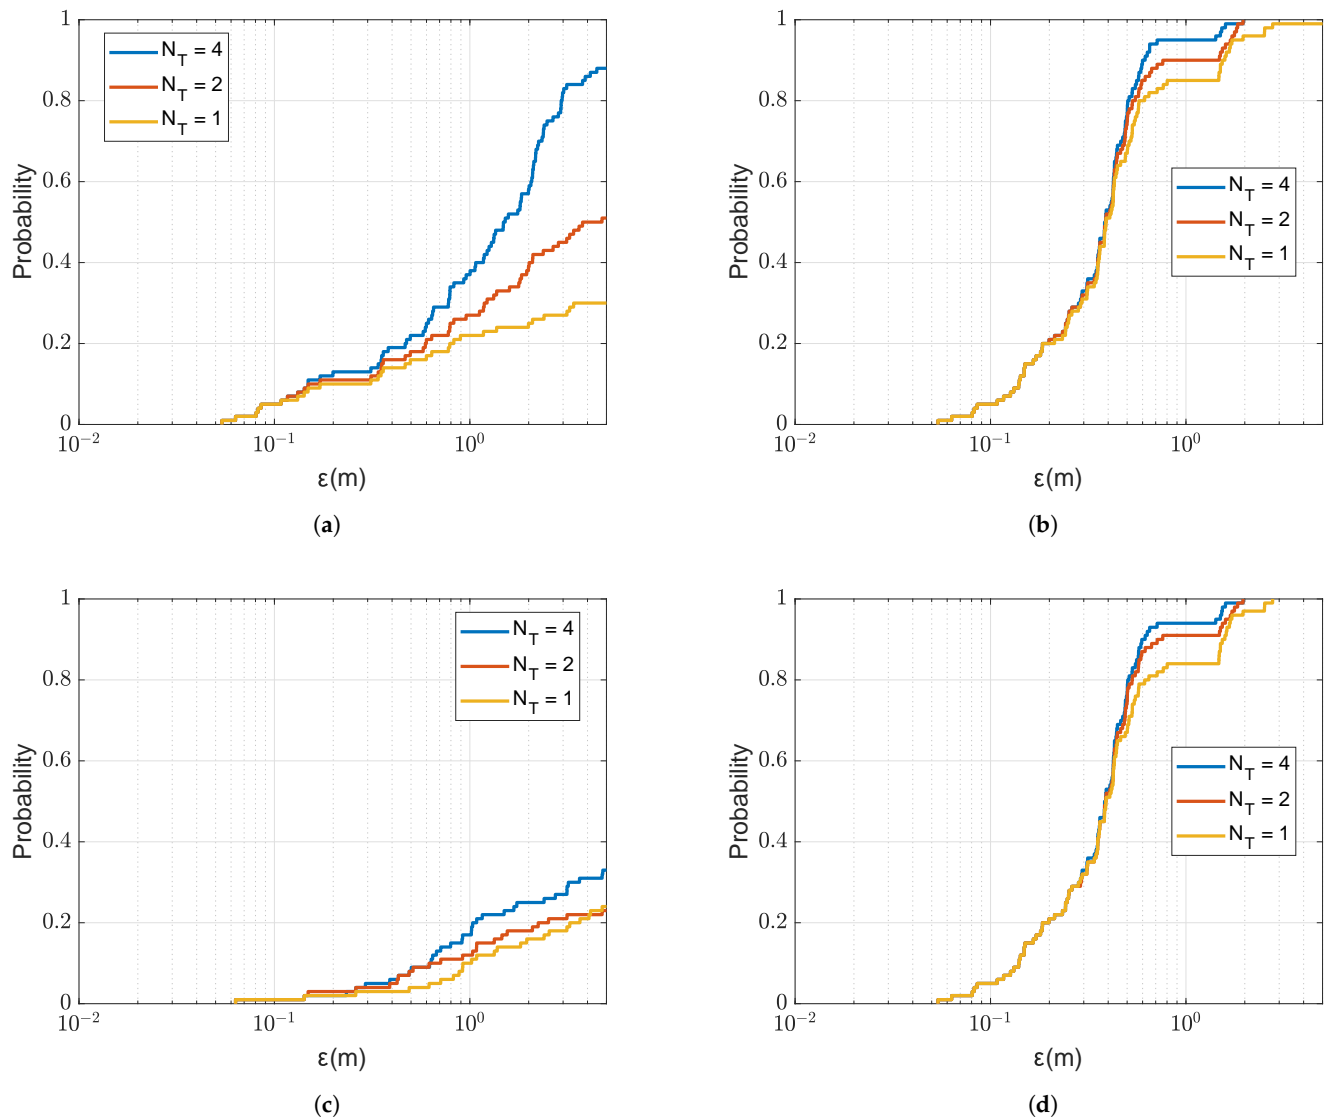 1
0.8
0.6
0.4
0.2
0
Probability
N_T = 4
N_T = 2
N_T = 1
10^-2 10^-1 10^0
ε(m)
(a)
1
0.8
0.6
0.4
0.2
0
Probability
N_T = 4
N_T = 2
N_T = 1
10^-2 10^-1 10^0
ε(m)
(b)
1
0.8
0.6
0.4
0.2
0
Probability
N_T = 4
N_T = 2
N_T = 1
10^-2 10^-1 10^0
ε(m)
(c)
1
0.8
0.6
0.4
0.2
0
Probability
N_T = 4
N_T = 2
N_T = 1
10^-2 10^-1 10^0
ε(m)
(d)